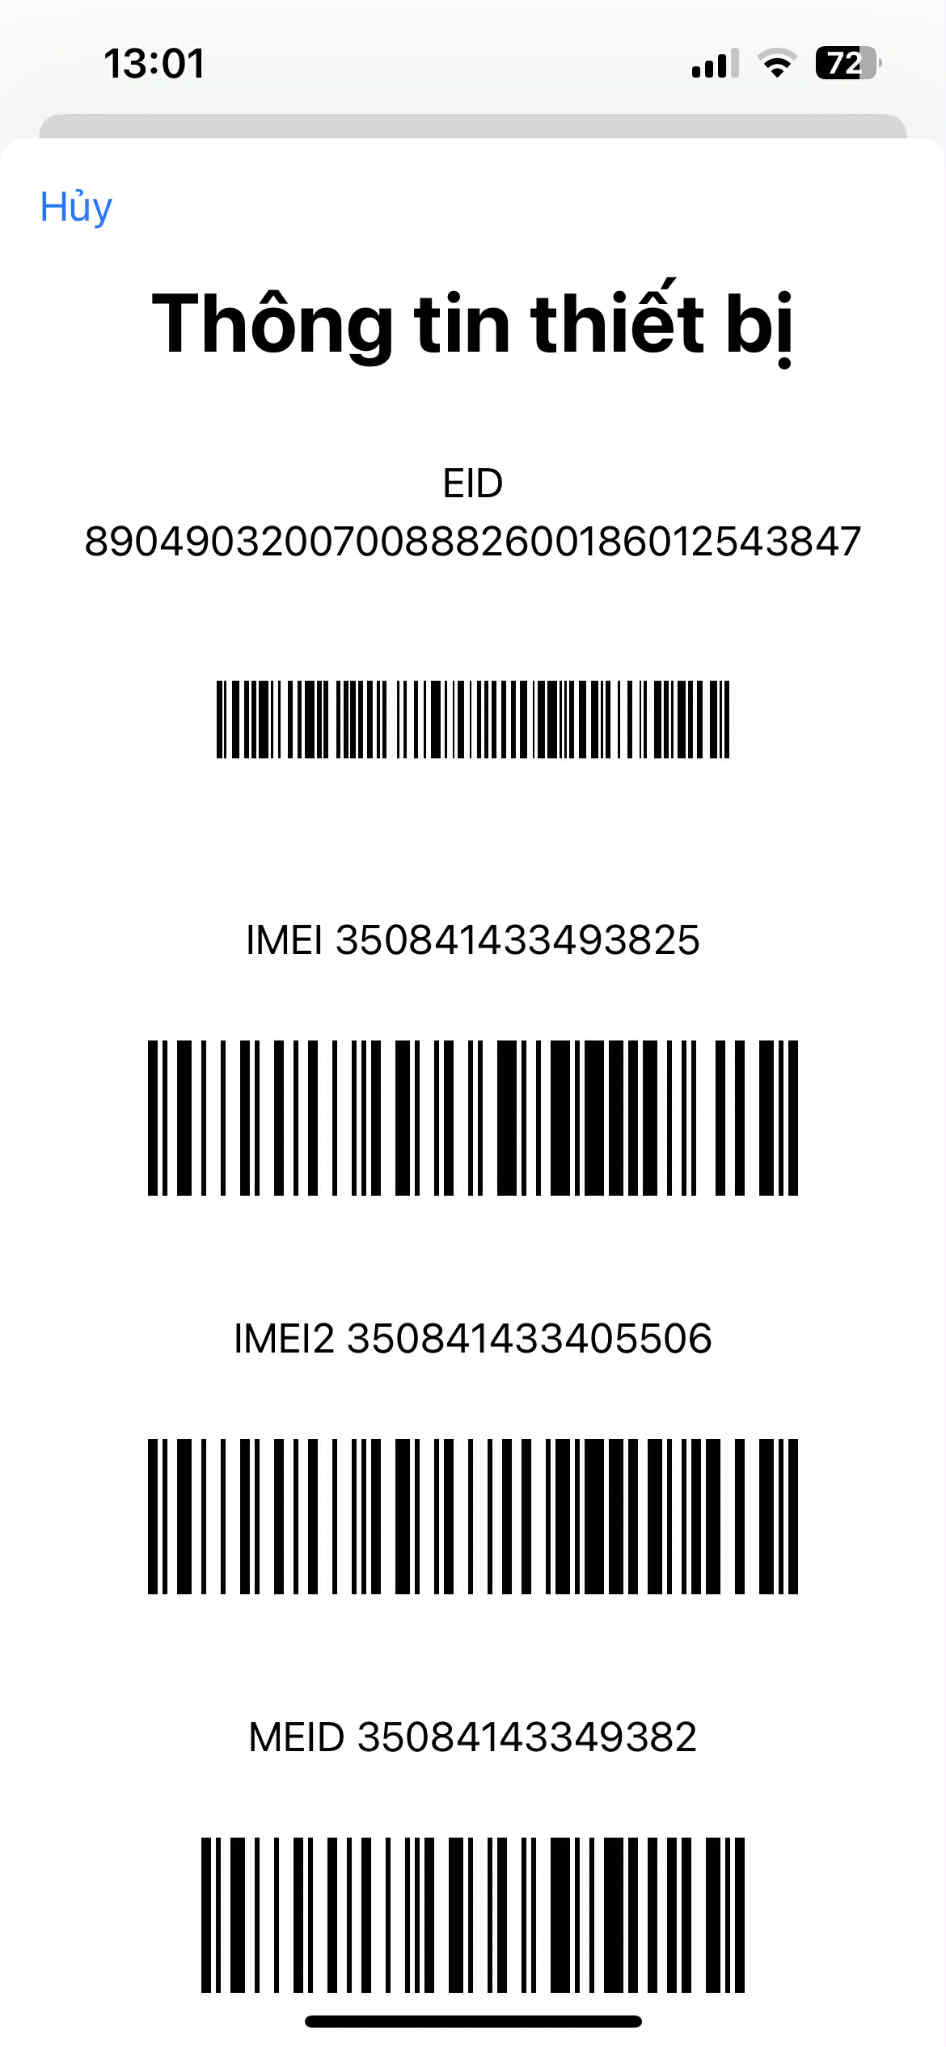 13:01
72
Hủy
Thông tin thiết bị
EID
89049032007008882600186012543847
IMEI 350841433493825
IMEI2 350841433405506
MEID 35084143349382